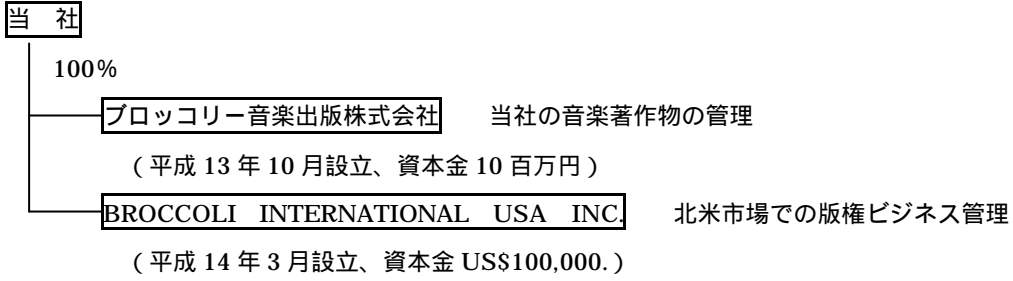 当　社
100％
ブロッコリー音楽出版株式会社　　当社の音楽著作物の管理
（平成 13 年 10 月設立、資本金 10 百万円）
BROCCOLI　INTERNATIONAL　USA　INC.　　北米市場での版権ビジネス管理
（平成 14 年 3 月設立、資本金 US$100,000.）